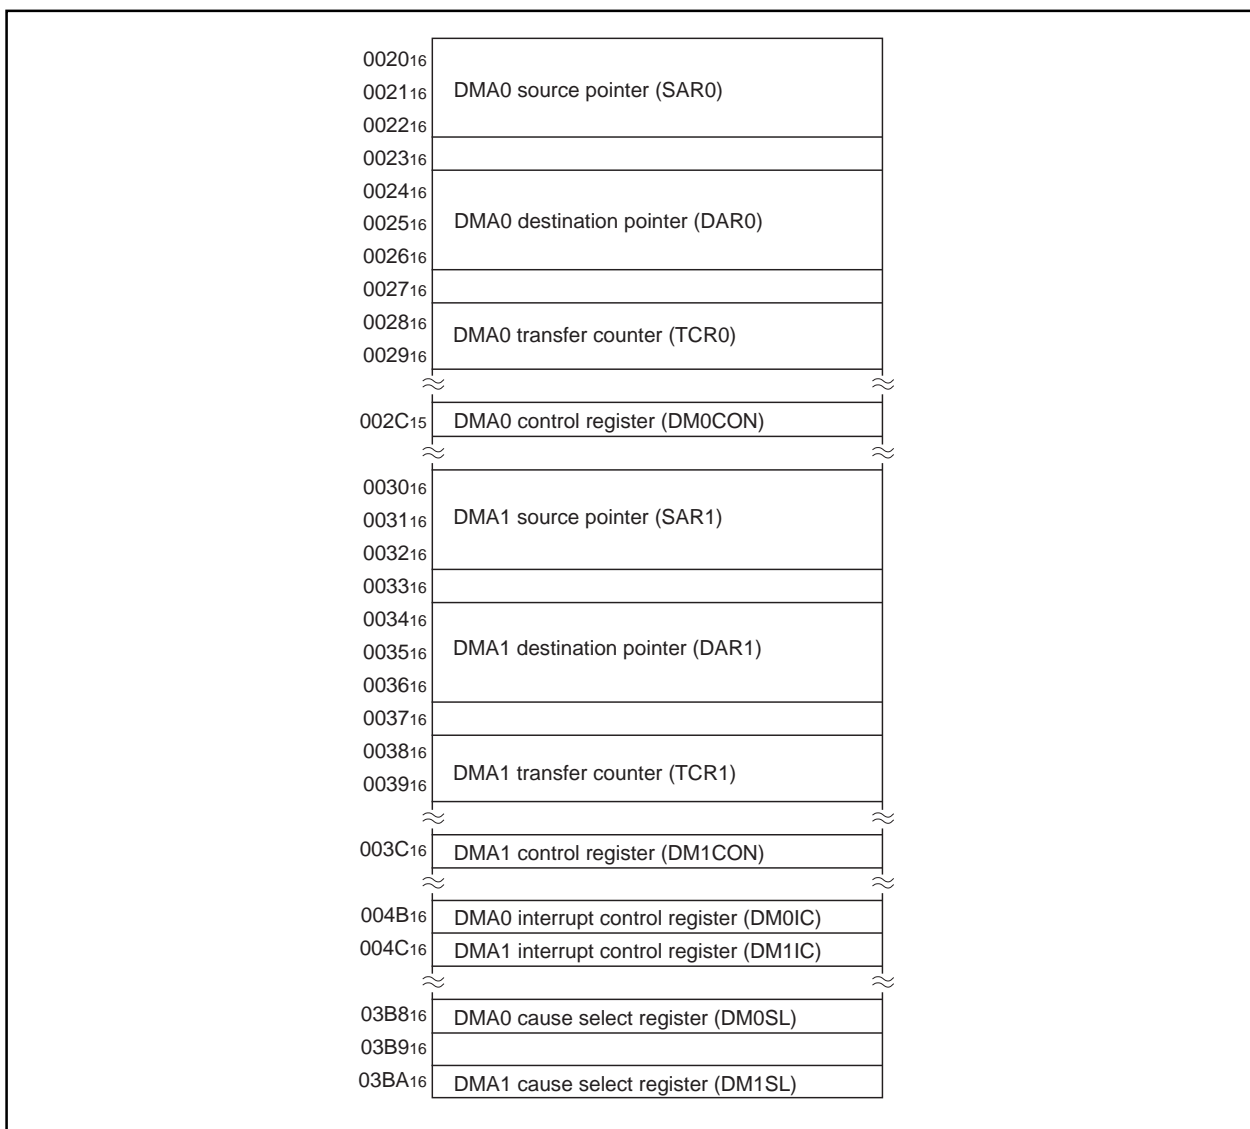 0020₁₆
0021₁₆ DMA0 source pointer (SAR0)
0022₁₆
0023₁₆
0024₁₆
0025₁₆ DMA0 destination pointer (DAR0)
0026₁₆
0027₁₆
0028₁₆ DMA0 transfer counter (TCR0)
0029₁₆
002C₁₅ DMA0 control register (DM0CON)
0030₁₆
0031₁₆ DMA1 source pointer (SAR1)
0032₁₆
0033₁₆
0034₁₆
0035₁₆ DMA1 destination pointer (DAR1)
0036₁₆
0037₁₆
0038₁₆
0039₁₆ DMA1 transfer counter (TCR1)
003C₁₆ DMA1 control register (DM1CON)
004B₁₆ DMA0 interrupt control register (DM0IC)
004C₁₆ DMA1 interrupt control register (DM1IC)
03B8₁₆ DMA0 cause select register (DM0SL)
03B9₁₆
03BA₁₆ DMA1 cause select register (DM1SL)